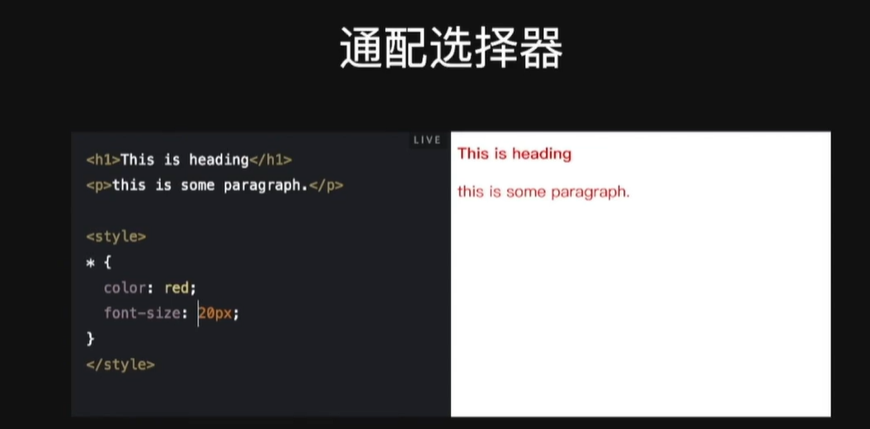 通配选择器
LIVE
<h1>This is heading</h1>
<p>this is some paragraph.</p>
<style>
* {
color: red;
font-size: 20px;
}
</style>
This is heading
this is some paragraph.